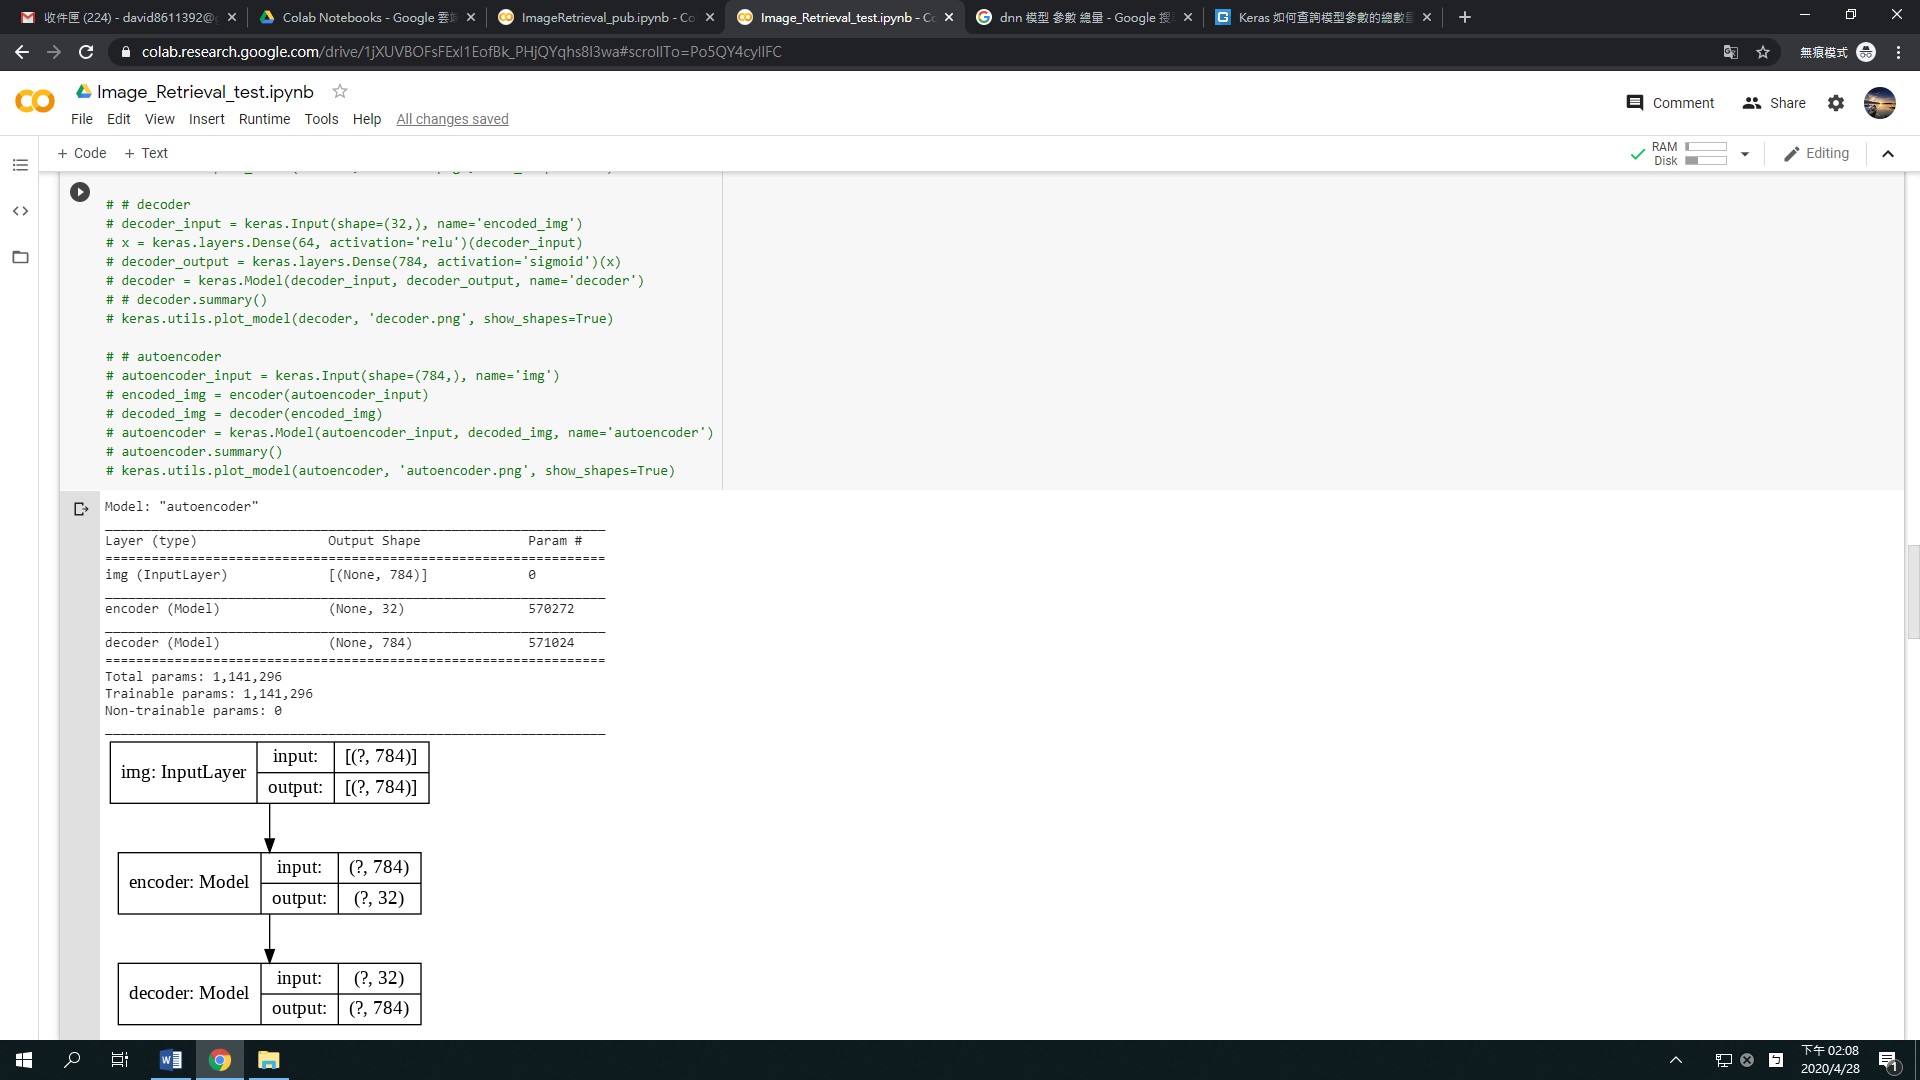 收件匣 (224) - david8611392@
Colab Notebooks - Google 雲
ImageRetrieval_pub.ipynb - Co
Image_Retrieval_test.ipynb - Co
dnn 模型 參數 總量 - Google 搜
Keras 如何查詢模型參數的總數
colab.research.google.com/drive/1jXUVBOFsFExl1EofBk_PHjQYqhs8I3wa#scrollTo=Po5QY4cylIFC
無痕模式
Image_Retrieval_test.ipynb
Comment
Share
File Edit View Insert Runtime Tools Help All changes saved
+ Code + Text
RAM
Disk
Editing
# # decoder
# decoder_input = keras.Input(shape=(32,), name='encoded_img')
# x = keras.layers.Dense(64, activation='relu')(decoder_input)
# decoder_output = keras.layers.Dense(784, activation='sigmoid')(x)
# decoder = keras.Model(decoder_input, decoder_output, name='decoder')
# # decoder.summary()
# keras.utils.plot_model(decoder, 'decoder.png', show_shapes=True)
# # autoencoder
# autoencoder_input = keras.Input(shape=(784,), name='img')
# encoded_img = encoder(autoencoder_input)
# decoded_img = decoder(encoded_img)
# autoencoder = keras.Model(autoencoder_input, decoded_img, name='autoencoder')
# autoencoder.summary()
# keras.utils.plot_model(autoencoder, 'autoencoder.png', show_shapes=True)
Model: "autoencoder"
Layer (type) Output Shape Param #
img (InputLayer) [(None, 784)] 0
encoder (Model) (None, 32) 570272
decoder (Model) (None, 784) 571024
Total params: 1,141,296
Trainable params: 1,141,296
Non-trainable params: 0
img: InputLayer
input: [(?, 784)]
output: [(?, 784)]
encoder: Model
input: (?, 784)
output: (?, 32)
decoder: Model
input: (?, 32)
output: (?, 784)
下午 02:08
2020/4/28
1